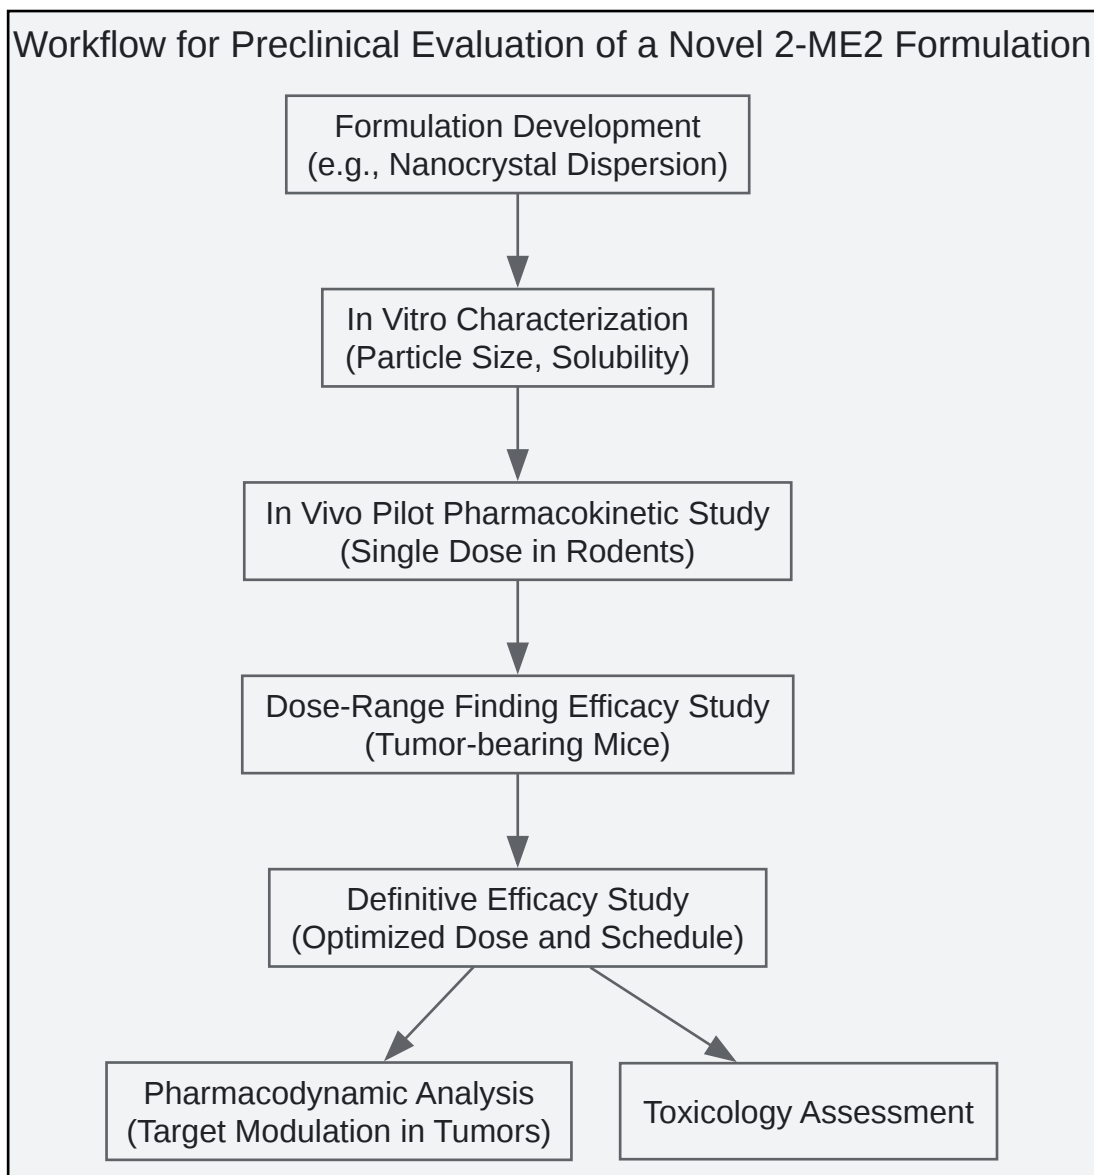 Workflow for Preclinical Evaluation of a Novel 2-ME2 Formulation
Formulation Development
(e.g., Nanocrystal Dispersion)
In Vitro Characterization
(Particle Size, Solubility)
In Vivo Pilot Pharmacokinetic Study
(Single Dose in Rodents)
Dose-Range Finding Efficacy Study
(Tumor-bearing Mice)
Definitive Efficacy Study
(Optimized Dose and Schedule)
Pharmacodynamic Analysis
(Target Modulation in Tumors)
Toxicology Assessment